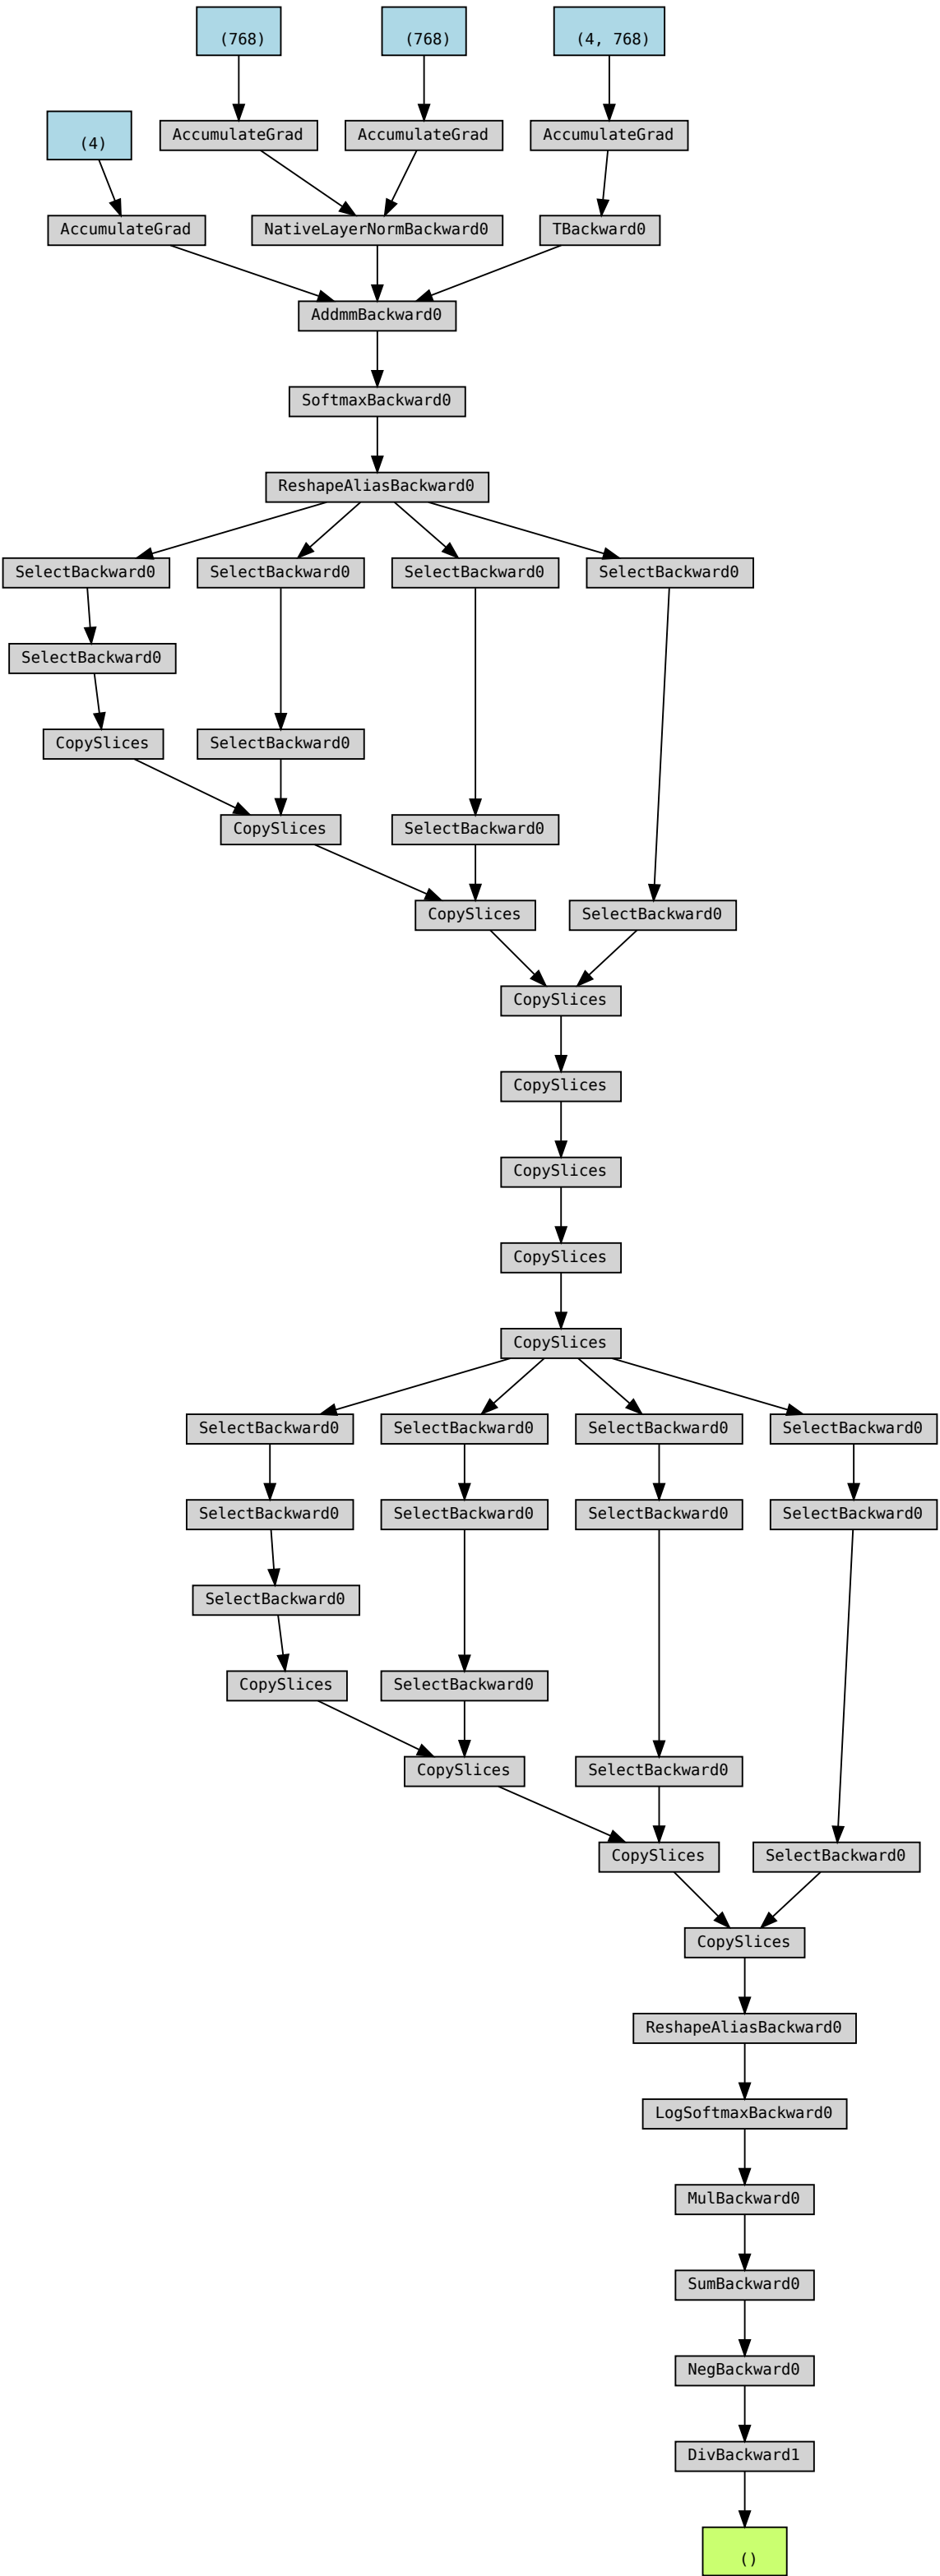 (768)
(768)
(4, 768)
(4)
AccumulateGrad
AccumulateGrad
AccumulateGrad
AccumulateGrad
NativeLayerNormBackward0
TBackward0
AddmmBackward0
SoftmaxBackward0
ReshapeAliasBackward0
SelectBackward0
SelectBackward0
SelectBackward0
SelectBackward0
SelectBackward0
CopySlices
SelectBackward0
CopySlices
SelectBackward0
CopySlices
SelectBackward0
CopySlices
CopySlices
CopySlices
CopySlices
CopySlices
SelectBackward0
SelectBackward0
SelectBackward0
SelectBackward0
SelectBackward0
SelectBackward0
SelectBackward0
SelectBackward0
SelectBackward0
CopySlices
SelectBackward0
CopySlices
SelectBackward0
CopySlices
SelectBackward0
CopySlices
ReshapeAliasBackward0
LogSoftmaxBackward0
MulBackward0
SumBackward0
NegBackward0
DivBackward1
()